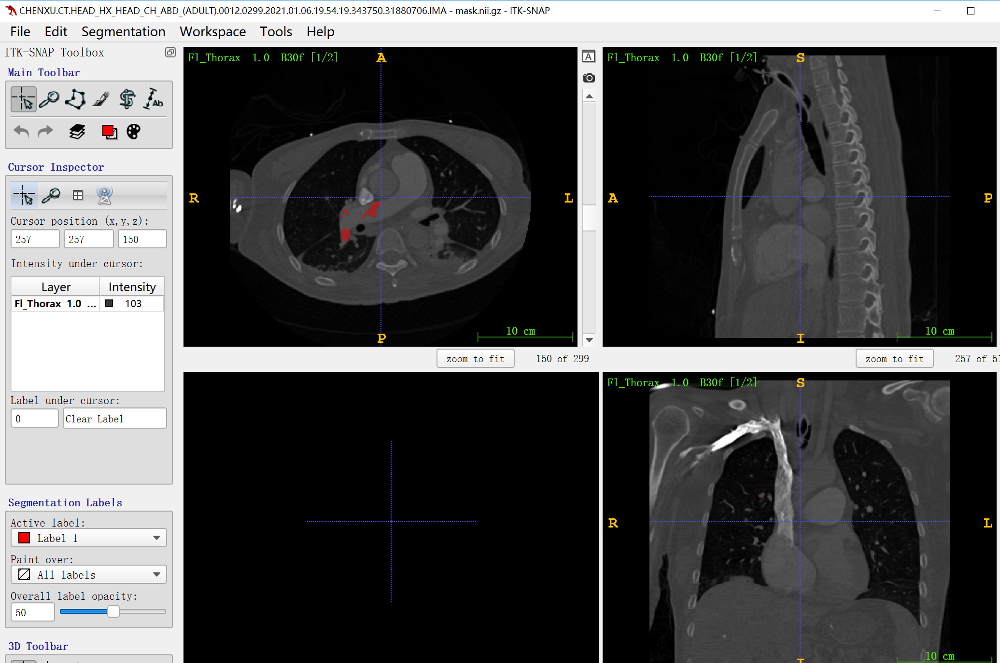 CHENXU.CT.HEAD_HX_HEAD_CH_ABD_(ADULT).0012.0299.2021.01.06.19.54.19.343750.31880706.IMA - mask.nii.gz - ITK-SNAP
File Edit Segmentation Workspace Tools Help
ITK-SNAP Toolbox
Main Toolbar
Ab
Cursor Inspector
Cursor position (x,y,z):
257 257 150
Intensity under cursor:
Layer Intensity
Fl_Thorax 1.0 ... -103
Label under cursor:
0 Clear Label
Segmentation Labels
Active label:
Label 1
Paint over:
All labels
Overall label opacity:
50
3D Toolbar
Fl_Thorax 1.0 B30f [1/2]
A
R
L
P
10 cm
A
zoom to fit 150 of 299
Fl_Thorax 1.0 B30f [1/2]
S
A
P
I
10 cm
zoom to fit 257 of 51
Fl_Thorax 1.0 B30f [1/2]
S
R
L
I
10 cm